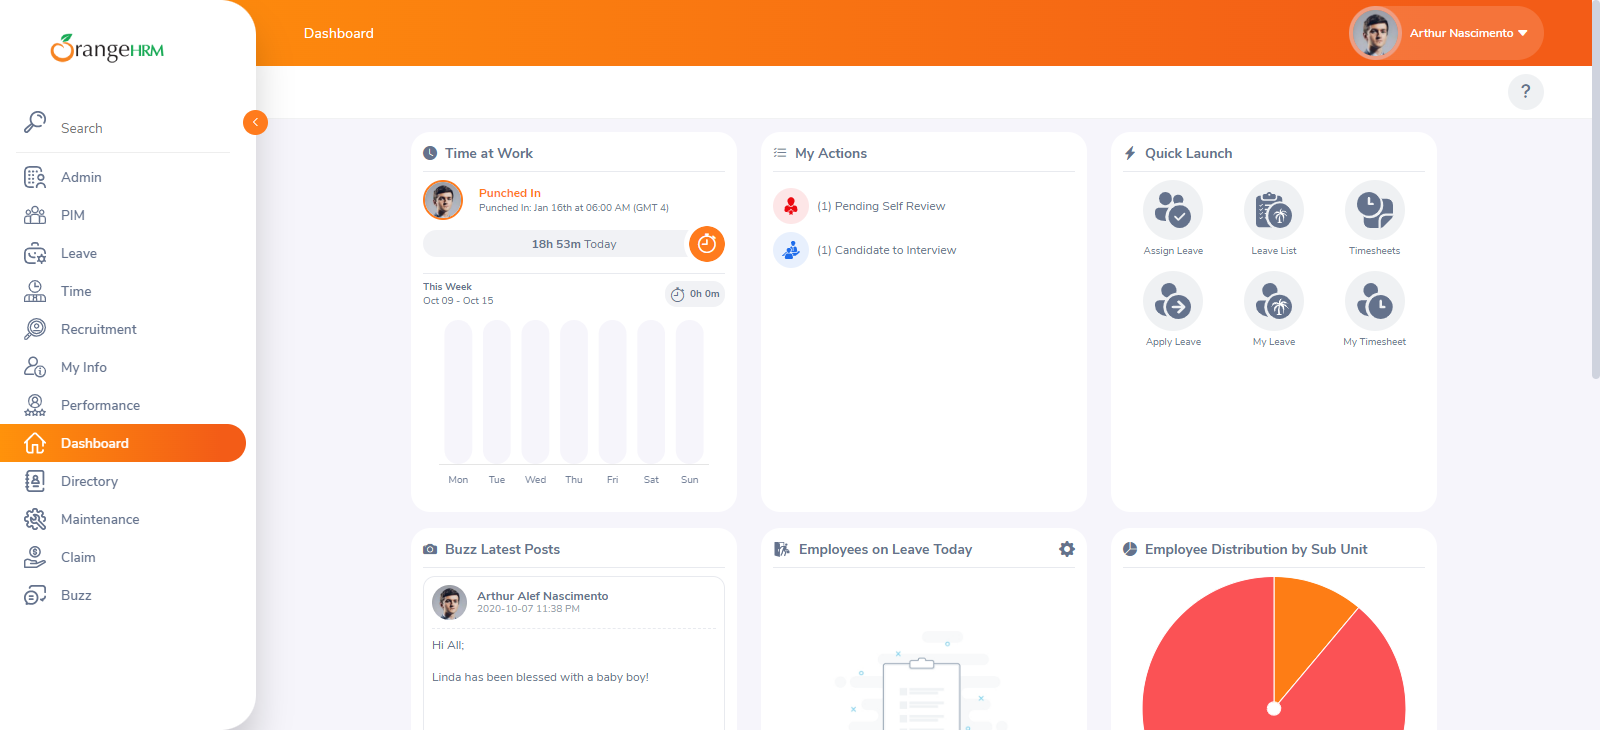 OrangeHRM
Dashboard
Arthur Nascimento
?
Search
Admin
PIM
Leave
Time
Recruitment
My Info
Performance
Dashboard
Directory
Maintenance
Claim
Buzz
Time at Work
Punched In
Punched In: Jan 16th at 06:00 AM (GMT 4)
18h 53m Today
This Week
Oct 09 - Oct 15
0h 0m
Mon Tue Wed Thu Fri Sat Sun
My Actions
(1) Pending Self Review
(1) Candidate to Interview
Quick Launch
Assign Leave Leave List Timesheets
Apply Leave My Leave My Timesheet
Buzz Latest Posts
Arthur Alef Nascimento
2020-10-07 11:38 PM
Hi All;
Linda has been blessed with a baby boy!
Employees on Leave Today
Employee Distribution by Sub Unit